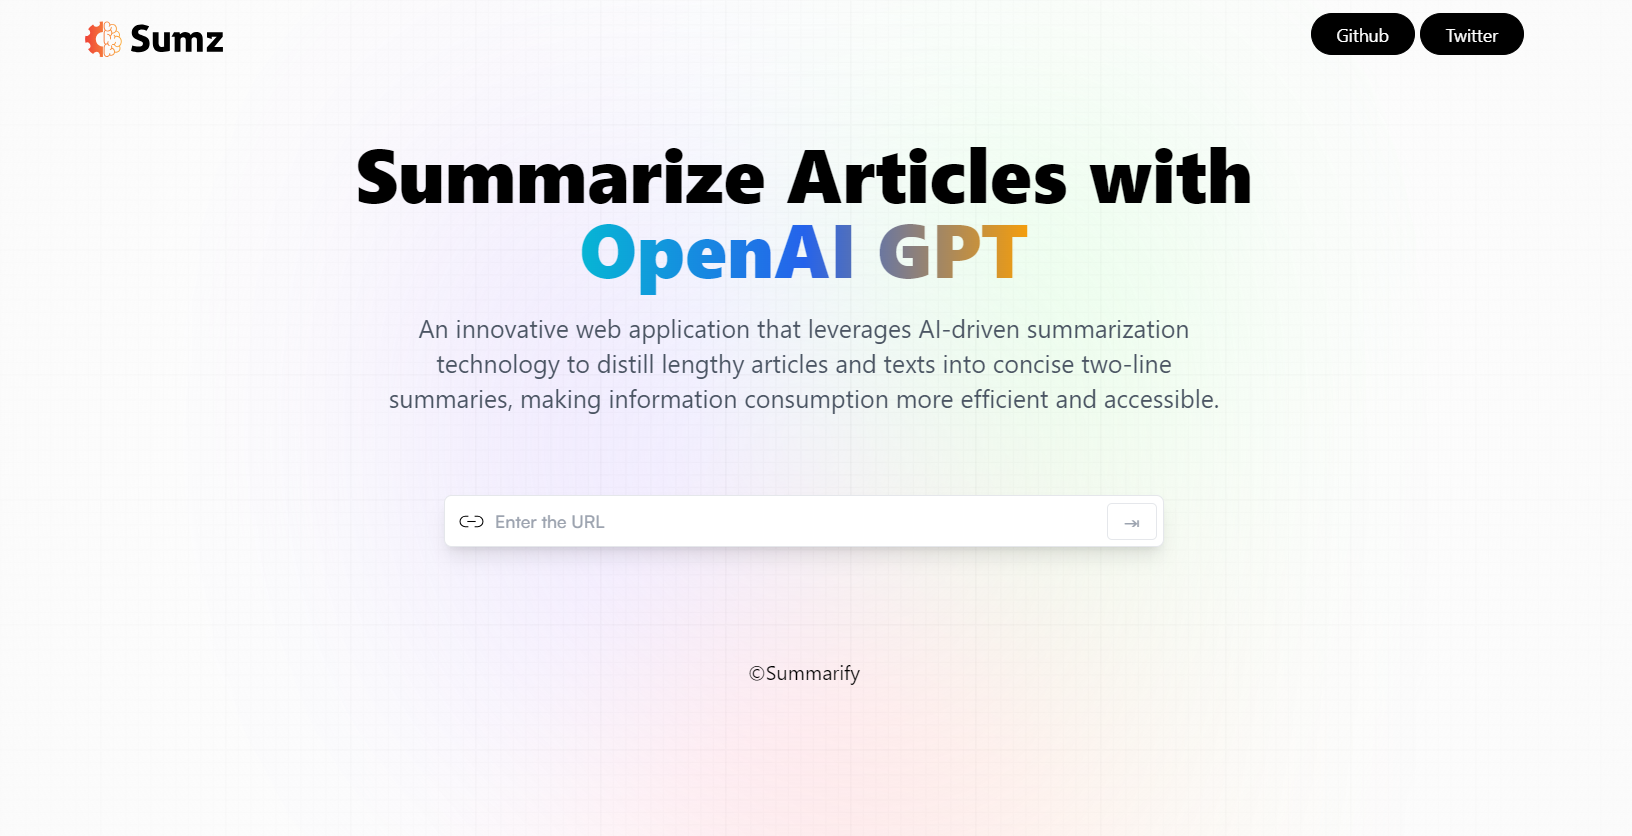 Sumz
Github
Twitter
Summarize Articles with
OpenAI GPT
An innovative web application that leverages AI-driven summarization
technology to distill lengthy articles and texts into concise two-line
summaries, making information consumption more efficient and accessible.
Enter the URL
©Summarify